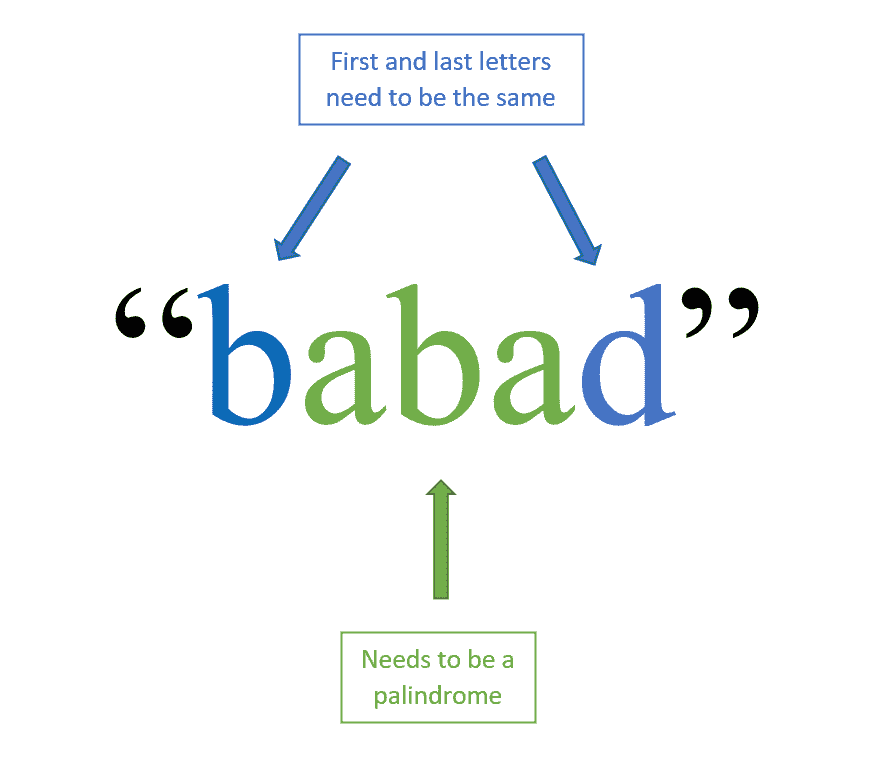 First and last letters
need to be the same
“babad”
Needs to be a
palindrome